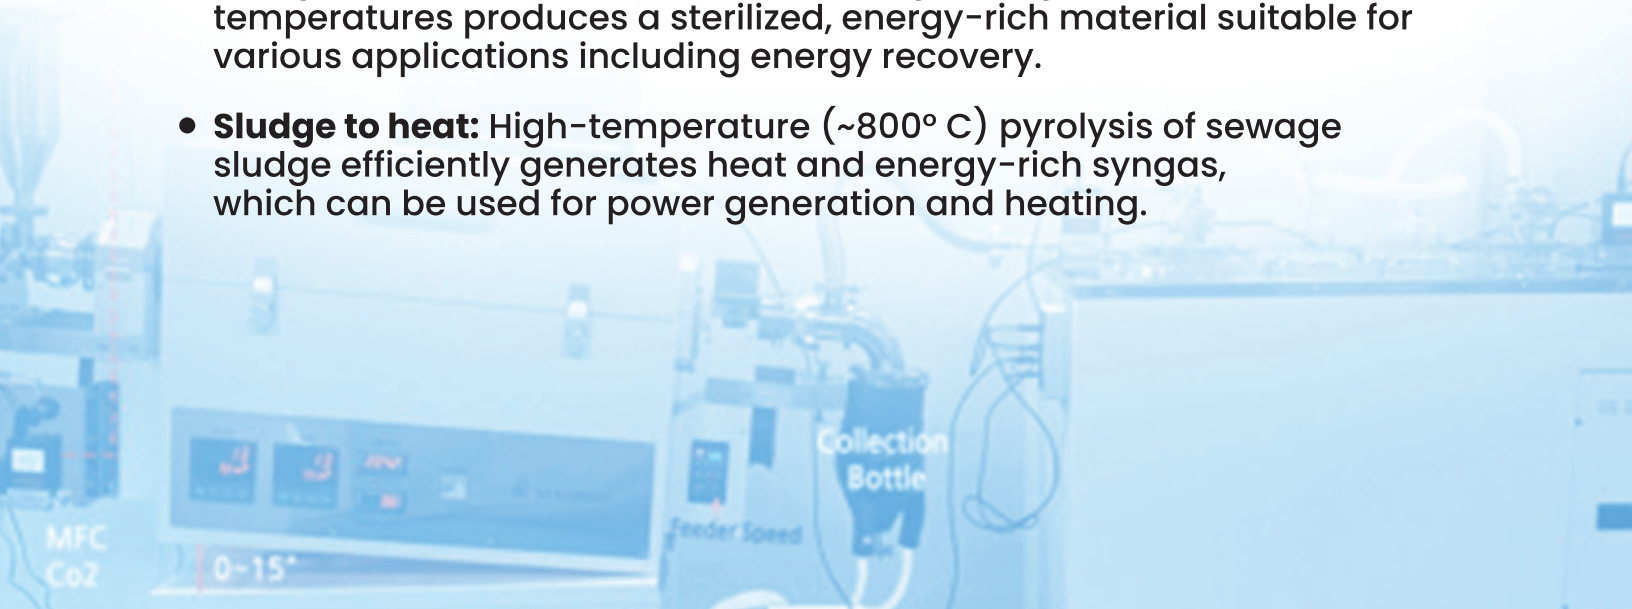 temperatures produces a sterilized, energy-rich material suitable for
various applications including energy recovery.
• Sludge to heat: High-temperature (~800° C) pyrolysis of sewage
sludge efficiently generates heat and energy-rich syngas,
which can be used for power generation and heating.
Collection
Bottle
Feeder Speed
MFC
Co2
0~15°